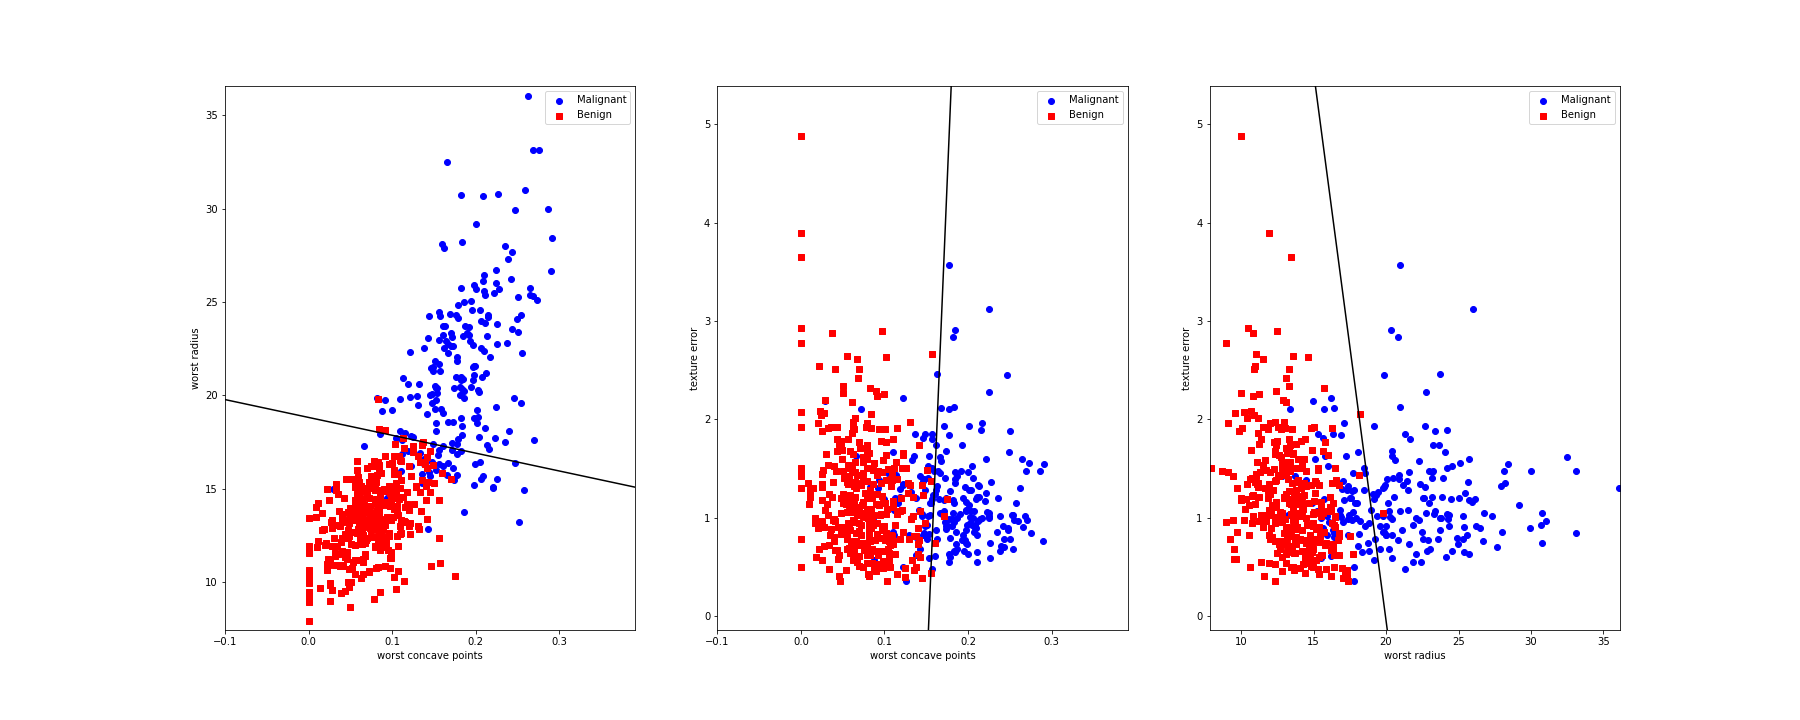 35
30
25
20
15
10
worst radius
−0.1
0.0
0.1
0.2
0.3
worst concave points
Malignant
Benign
5
4
3
2
1
0
texture error
−0.1
0.0
0.1
0.2
0.3
worst concave points
Malignant
Benign
5
4
3
2
1
0
texture error
10
15
20
25
30
35
worst radius
Malignant
Benign